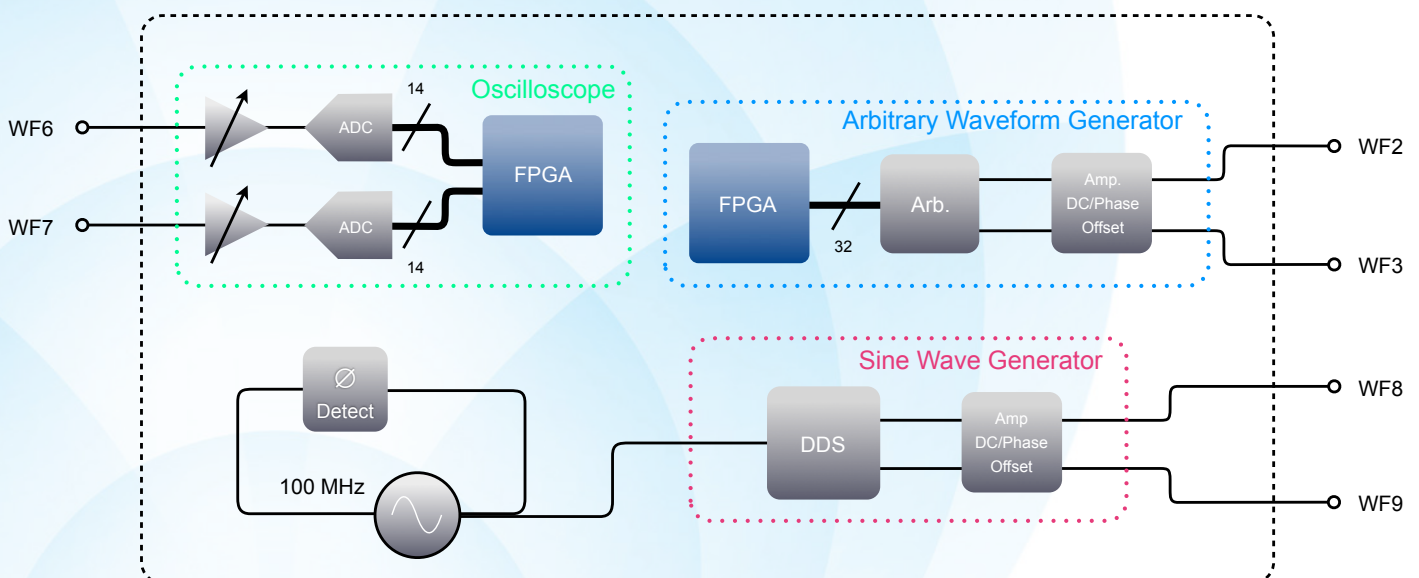 14
Oscilloscope
WF6
ADC
FPGA
WF7
ADC
14
Arbitrary Waveform Generator
WF2
FPGA
32
Arb.
Amp.
DC/Phase
Offset
WF3
Ø
Detect
100 MHz
Sine Wave Generator
DDS
Amp
DC/Phase
Offset
WF8
WF9